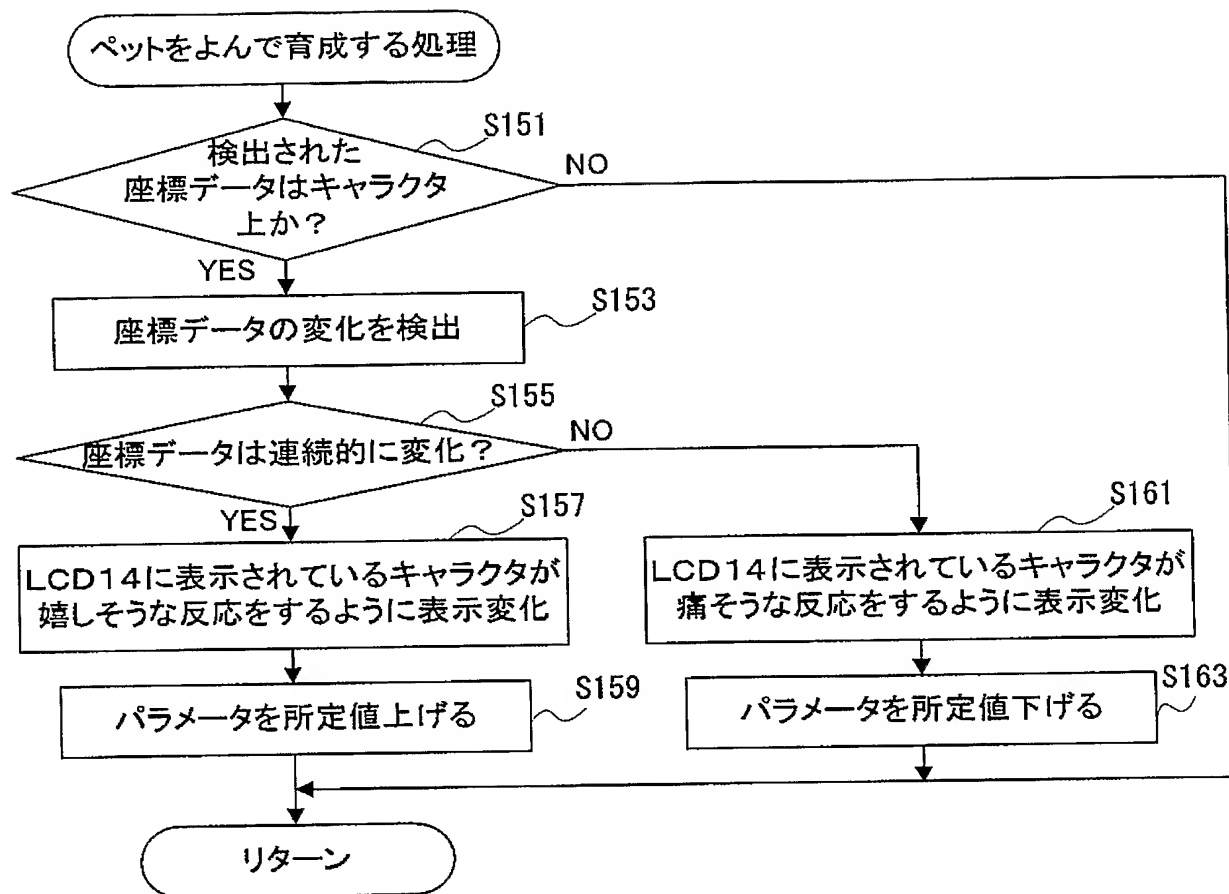 ペットをよんで育成する処理
S151
検出された
座標データはキャラクタ
上か？
NO
YES
S153
座標データの変化を検出
S155
座標データは連続的に変化？
NO
YES
S157
LCD14に表示されているキャラクタが
嬉しそうな反応をするように表示変化
S161
LCD14に表示されているキャラクタが
痛そうな反応をするように表示変化
S159
パラメータを所定値上げる
S163
パラメータを所定値下げる
リターン